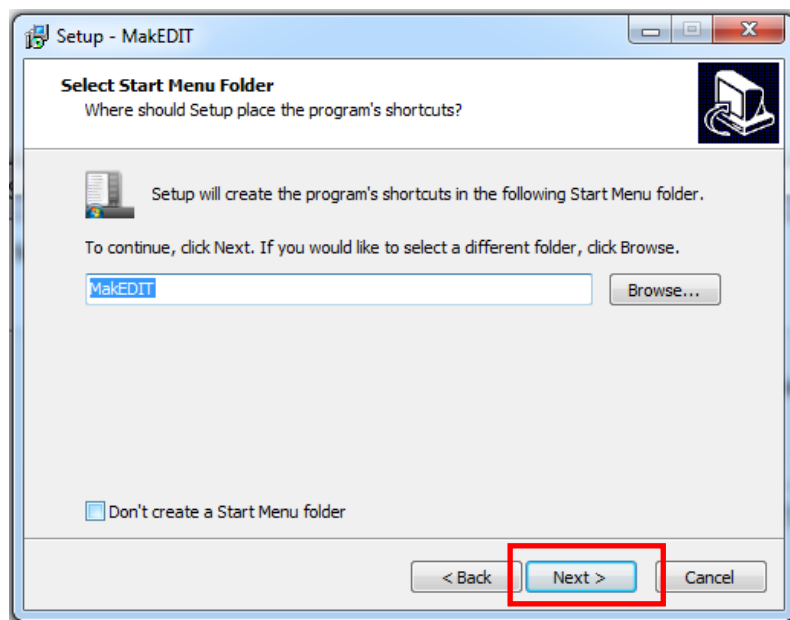 Setup - MakEDIT
Select Start Menu Folder
Where should Setup place the program's shortcuts?
Setup will create the program's shortcuts in the following Start Menu folder.
To continue, click Next. If you would like to select a different folder, click Browse.
MakEDIT
Browse...
Don't create a Start Menu folder
< Back
Next >
Cancel